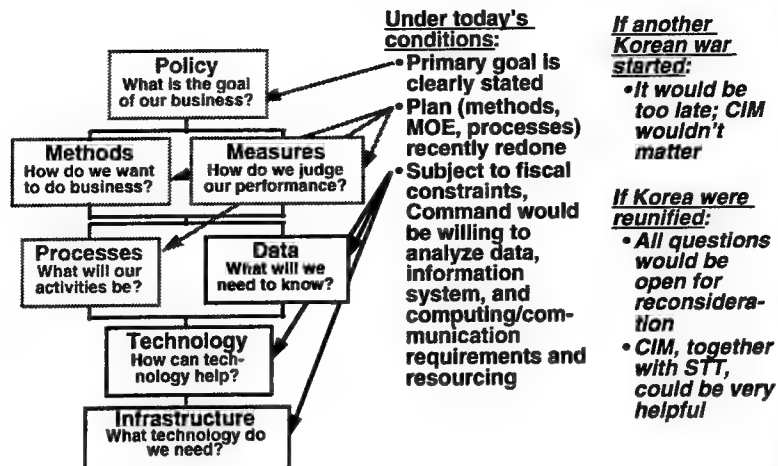 Policy
What is the goal
of our business?
Methods
How do we want
to do business?
Measures
How do we judge
our performance?
Processes
What will our
activities be?
Data
What will we
need to know?
Technology
How can tech-
nology help?
Infrastructure
What technology do
we need?
Under today's
conditions:
• Primary goal is
clearly stated
• Plan (methods,
MOE, processes)
recently redone
• Subject to fiscal
constraints,
Command would
be willing to
analyze data,
information
system, and
computing/com-
munication
requirements and
resourcing
If another
Korean war
started:
• It would be
too late; CIM
wouldn't
matter
If Korea were
reunified:
• All questions
would be
open for
reconsidera-
tion
• CIM, together
with STT,
could be very
helpful